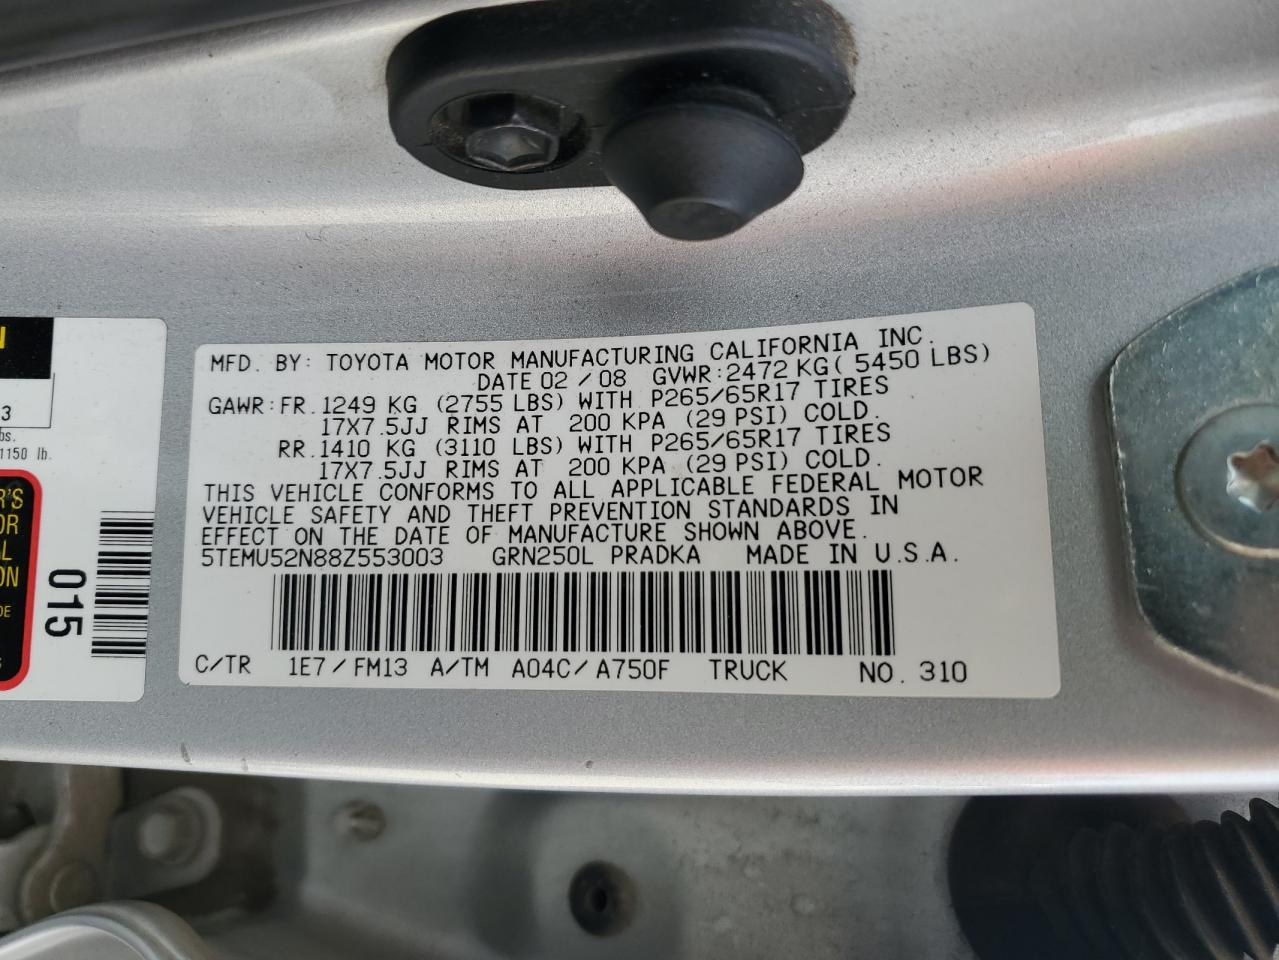 MFD. BY: TOYOTA MOTOR MANUFACTURING CALIFORNIA INC.
DATE 02 / 08 GVWR: 2472 KG ( 5450 LBS)
GAWR: FR. 1249 KG (2755 LBS) WITH P265/65R17 TIRES
17X7.5JJ RIMS AT 200 KPA (29 PSI) COLD.
RR. 1410 KG (3110 LBS) WITH P265/65R17 TIRES
17X7.5JJ RIMS AT 200 KPA (29 PSI) COLD.
THIS VEHICLE CONFORMS TO ALL APPLICABLE FEDERAL MOTOR
VEHICLE SAFETY AND THEFT PREVENTION STANDARDS IN
EFFECT ON THE DATE OF MANUFACTURE SHOWN ABOVE.
5TEMU52N88Z553003 GRN250L PRADKA MADE IN U.S.A.
C/TR 1E7 / FM13 A/TM A04C / A750F TRUCK NO. 310
3
1150 lb.
015